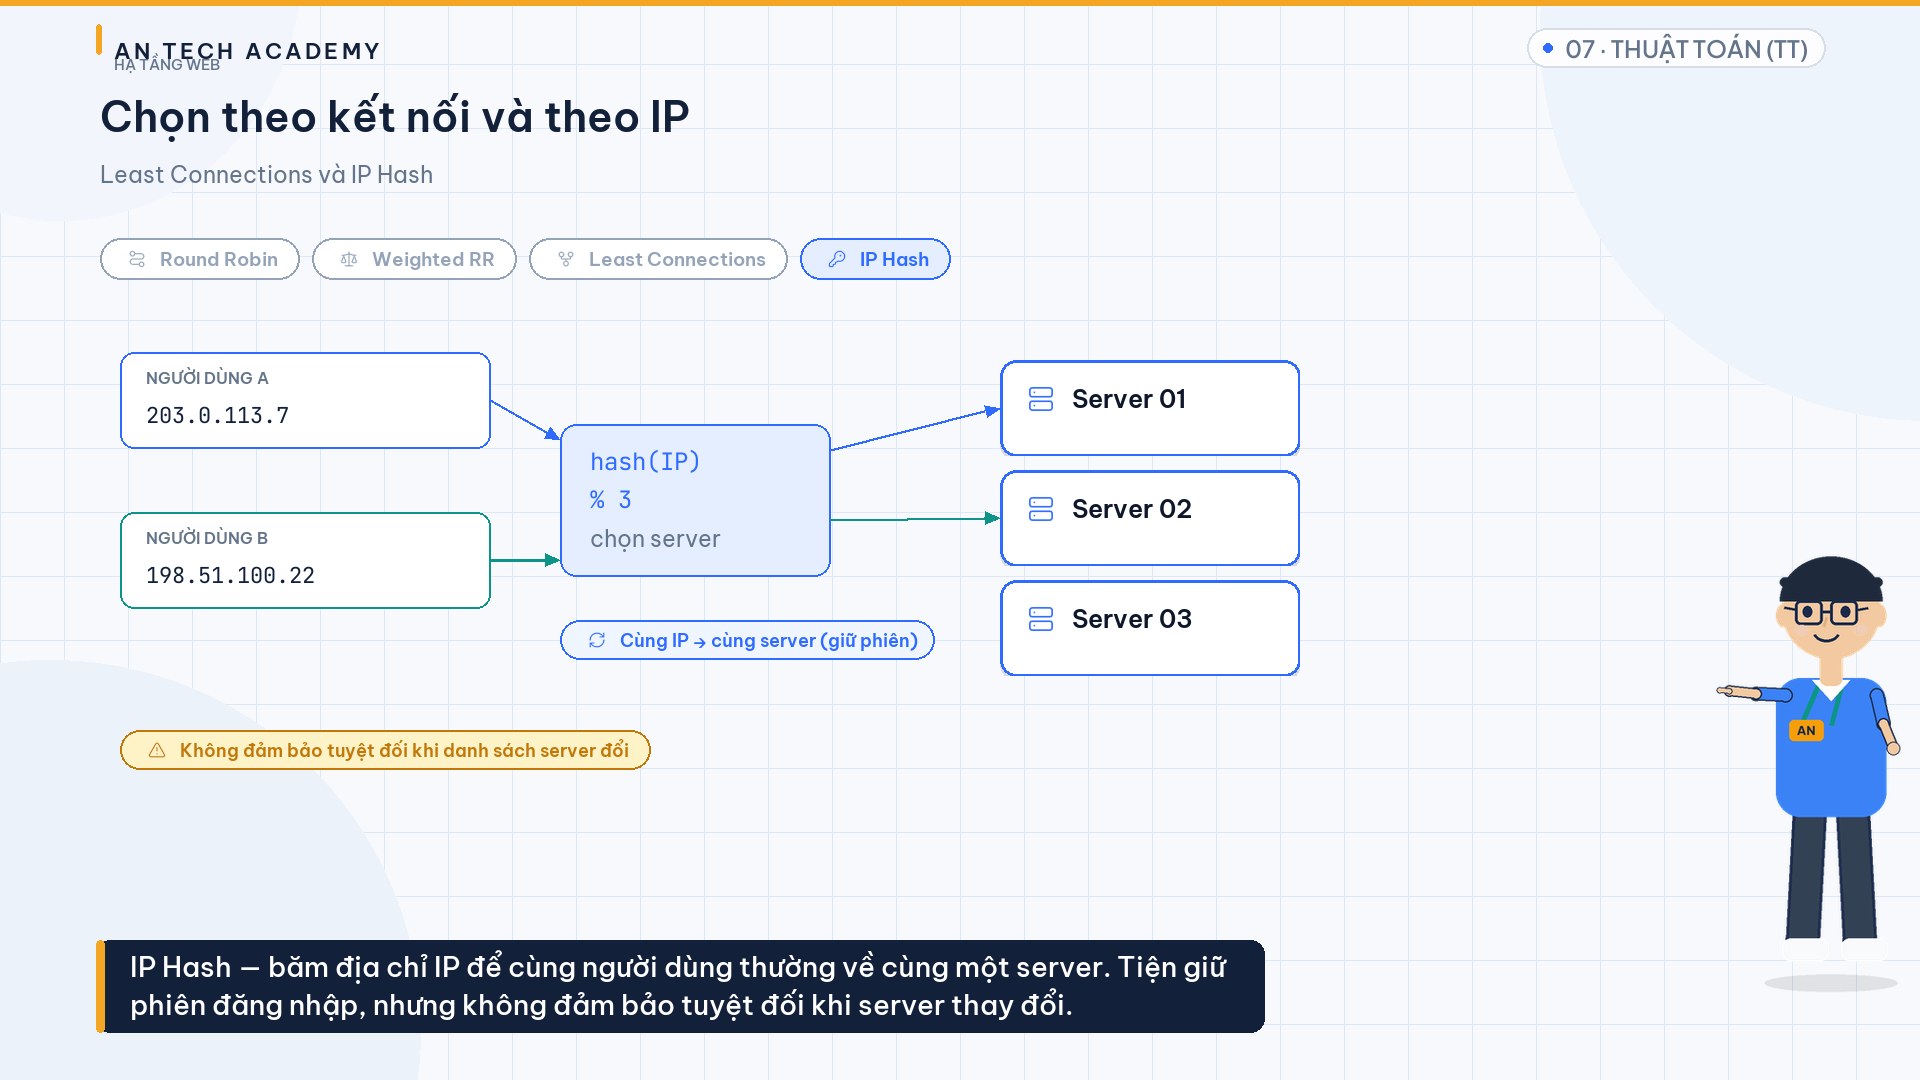 AN TECH ACADEMY
HẠ TẦNG WEB
07 · THUẬT TOÁN (TT)
Chọn theo kết nối và theo IP
Least Connections và IP Hash
Round Robin
Weighted RR
Least Connections
IP Hash
NGƯỜI DÙNG A
203.0.113.7
NGƯỜI DÙNG B
198.51.100.22
hash(IP)
% 3
chọn server
Cùng IP → cùng server (giữ phiên)
Server 01
Server 02
Server 03
Không đảm bảo tuyệt đối khi danh sách server đổi
AN
IP Hash — băm địa chỉ IP để cùng người dùng thường về cùng một server. Tiện giữ
phiên đăng nhập, nhưng không đảm bảo tuyệt đối khi server thay đổi.